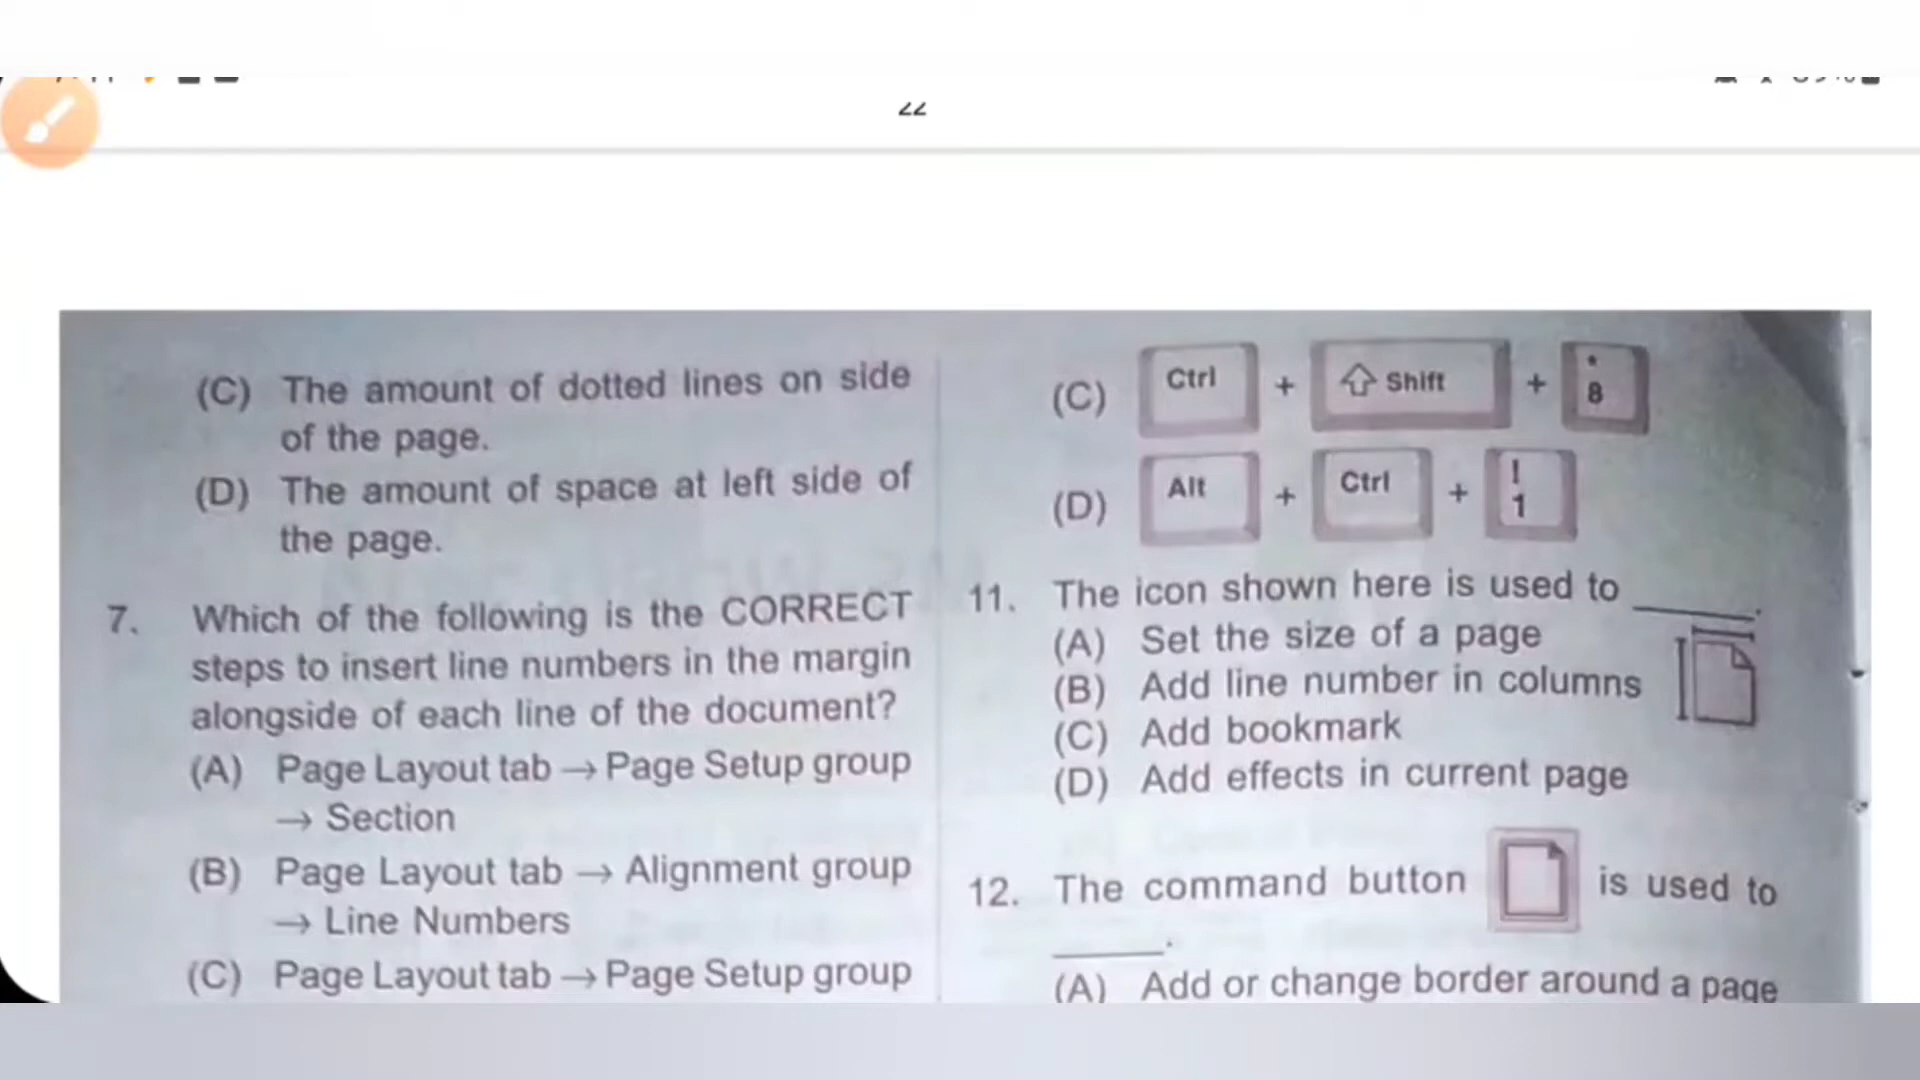 22
(C) The amount of dotted lines on side
of the page.
(D) The amount of space at left side of
the page.
7. Which of the following is the CORRECT
steps to insert line numbers in the margin
alongside of each line of the document?
(A) Page Layout tab → Page Setup group
→ Section
(B) Page Layout tab → Alignment group
→ Line Numbers
(C) Page Layout tab → Page Setup group
(C) Ctrl + ⇧ Shift + * 8
(D) Alt + Ctrl + ! 1
11. The icon shown here is used to ______.
(A) Set the size of a page
(B) Add line number in columns
(C) Add bookmark
(D) Add effects in current page
12. The command button is used to
______.
(A) Add or change border around a page